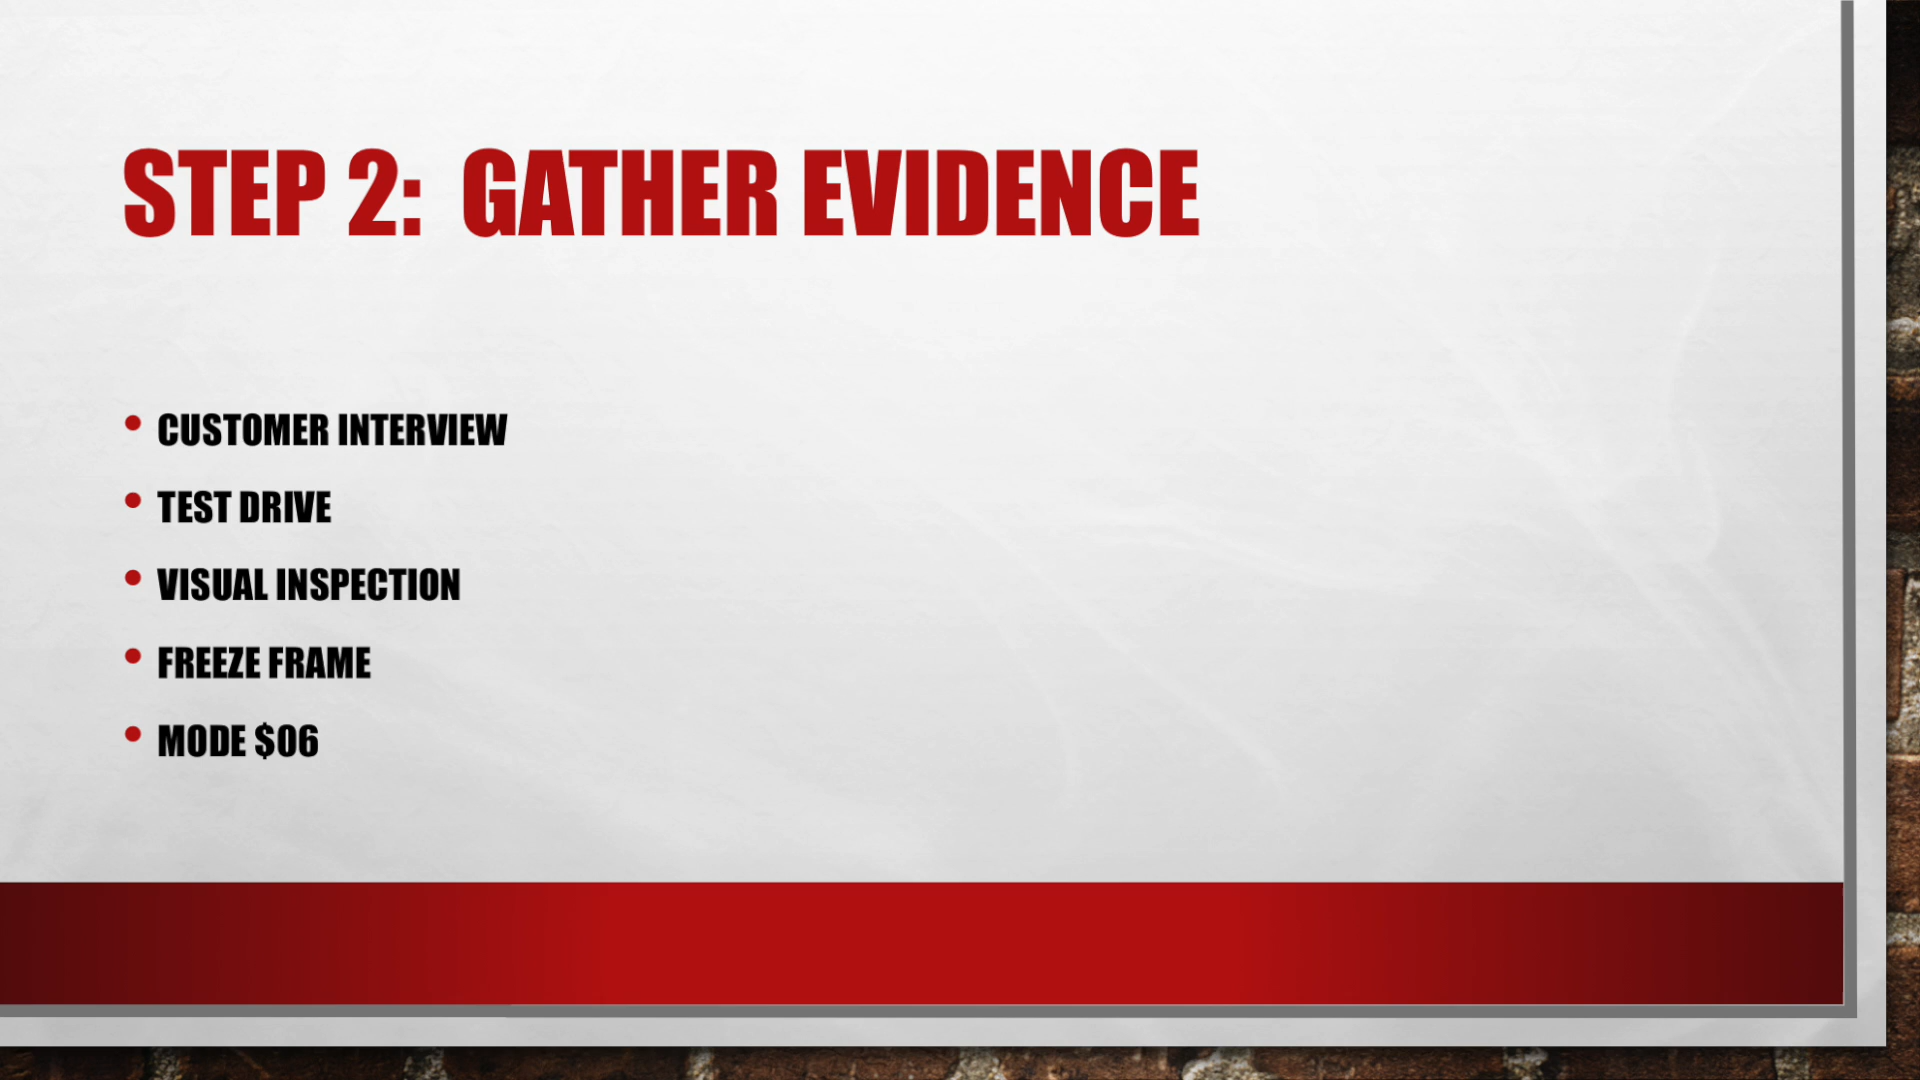 STEP 2: GATHER EVIDENCE
• CUSTOMER INTERVIEW
• TEST DRIVE
• VISUAL INSPECTION
• FREEZE FRAME
• MODE $06